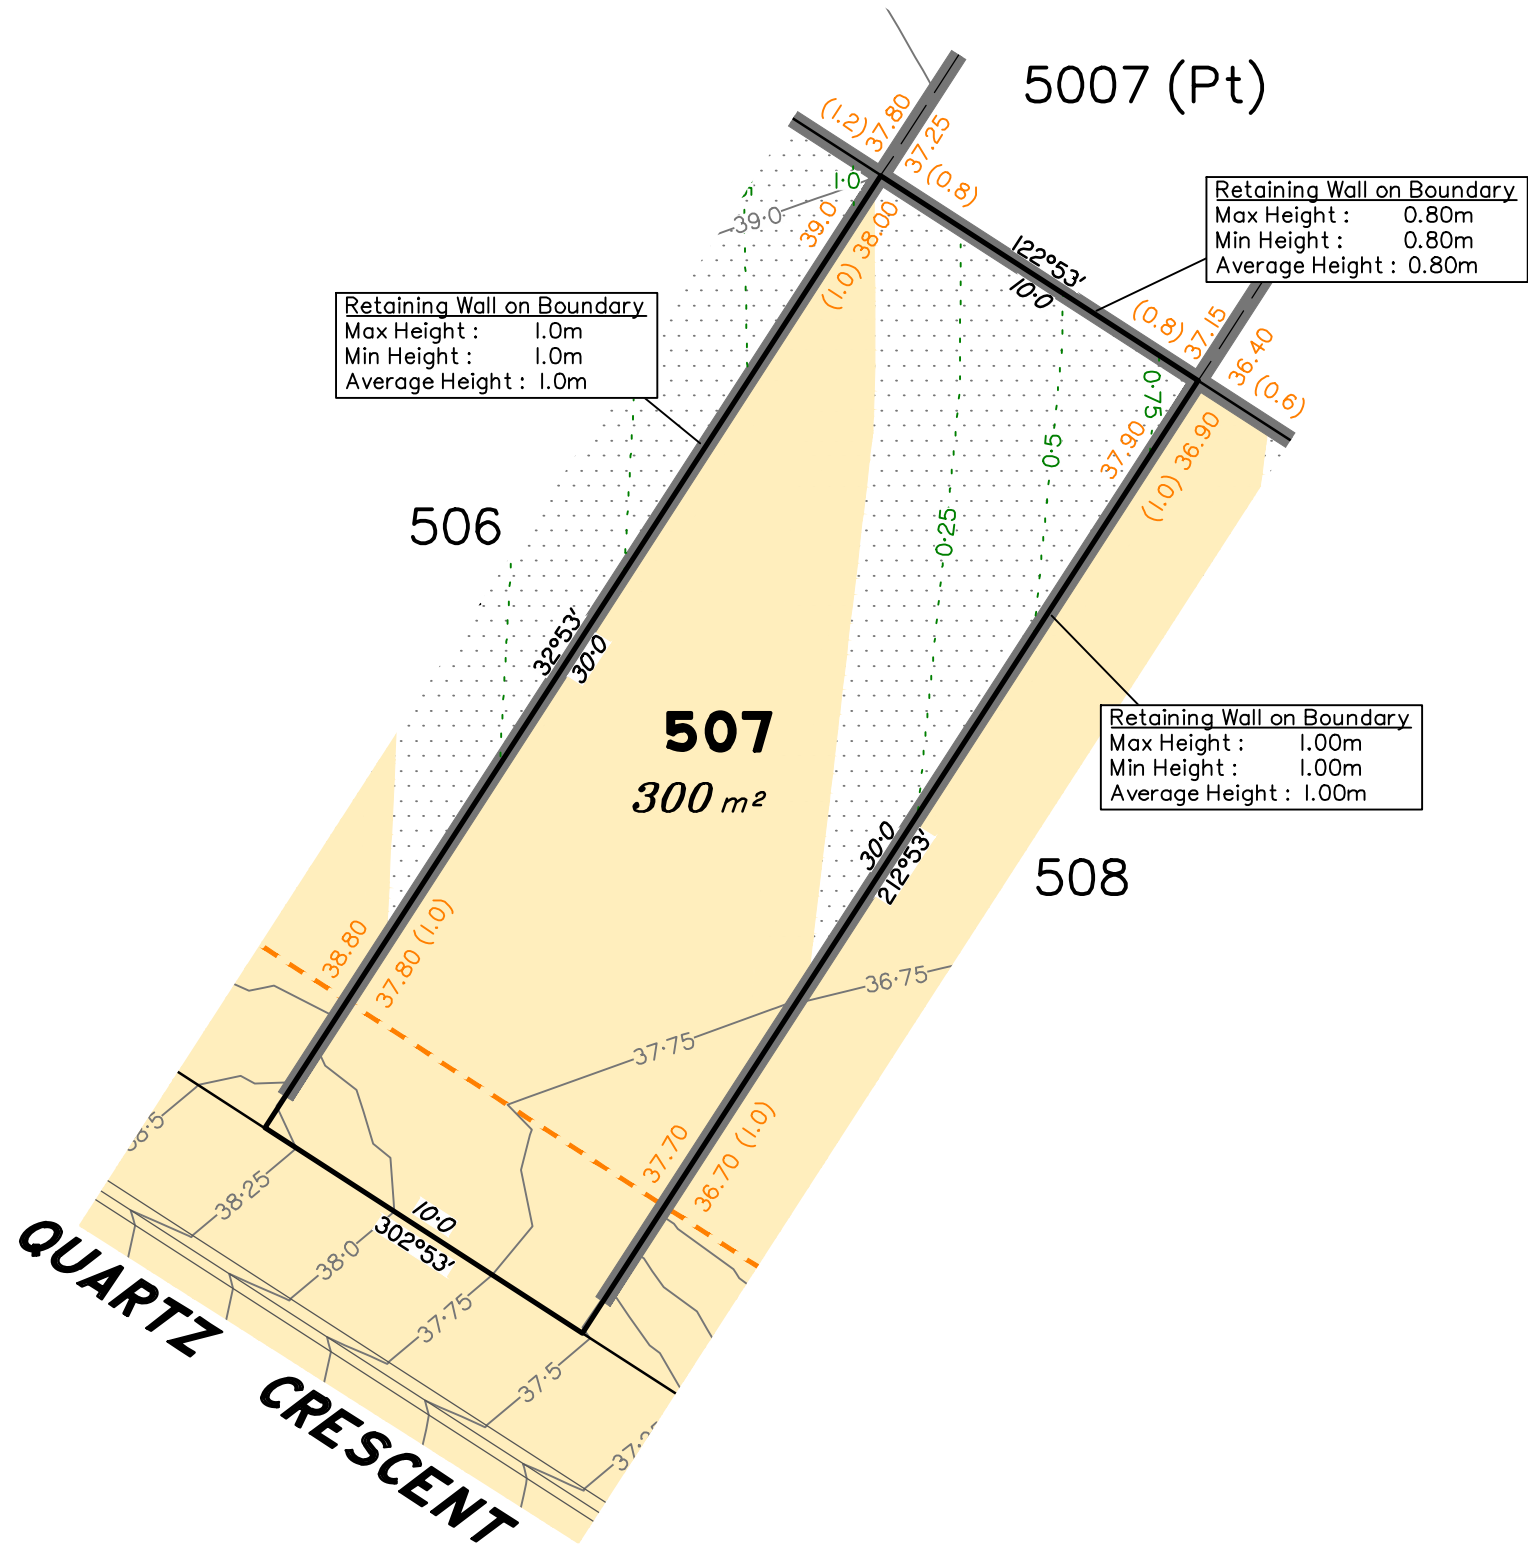 5007 (Pt)
(1.2) 37.80
37.25
(0.8)
1·0
39·0
39.0
(1.0) 38.00
122°53'
10·0
Retaining Wall on Boundary
Max Height : 0.80m
Min Height : 0.80m
Average Height : 0.80m
Retaining Wall on Boundary
Max Height : 1.0m
Min Height : 1.0m
Average Height : 1.0m
(0.8) 37.15
36.40
(0.6)
0·75
37.90
(1.0) 36.90
0·5
0·25
506
32°53'
30·0
507
300 m²
Retaining Wall on Boundary
Max Height : 1.00m
Min Height : 1.00m
Average Height : 1.00m
30·0
212°53'
508
38.80
37.80 (1.0)
36·75
37·75
37.70
36.70 (1.0)
38·25
10·0
302°53'
38·0
37·75
37·5
QUARTZ CRESCENT